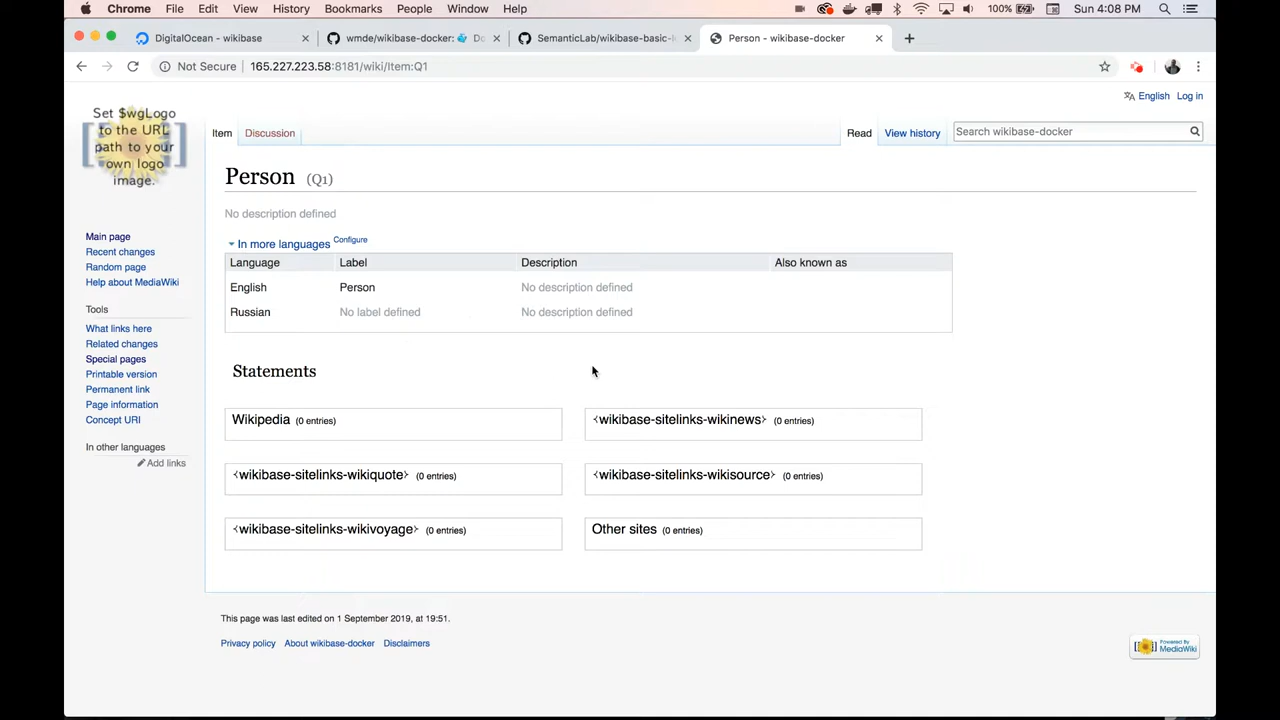 Chrome File Edit View History Bookmarks People Window Help 100% Sun 4:08 PM
DigitalOcean - wikibase
wmde/wikibase-docker:
SemanticLab/wikibase-basic-
Person - wikibase-docker
Not Secure 165.227.223.58:8181/wiki/Item:Q1
English Log in
Set $wgLogo
to the URL
path to your
own logo
image.
Item Discussion Read View history Search wikibase-docker
Person (Q1)
No description defined
In more languages Configure
Language Label Description Also known as
English Person No description defined
Russian No label defined No description defined
Main page
Recent changes
Random page
Help about MediaWiki
Tools
What links here
Related changes
Special pages
Printable version
Permanent link
Page information
Concept URI
In other languages
Add links
Statements
Wikipedia (0 entries)
<wikibase-sitelinks-wikinews> (0 entries)
<wikibase-sitelinks-wikiquote> (0 entries)
<wikibase-sitelinks-wikisource> (0 entries)
<wikibase-sitelinks-wikivoyage> (0 entries)
Other sites (0 entries)
This page was last edited on 1 September 2019, at 19:51.
Privacy policy About wikibase-docker Disclaimers
Powered By
MediaWiki